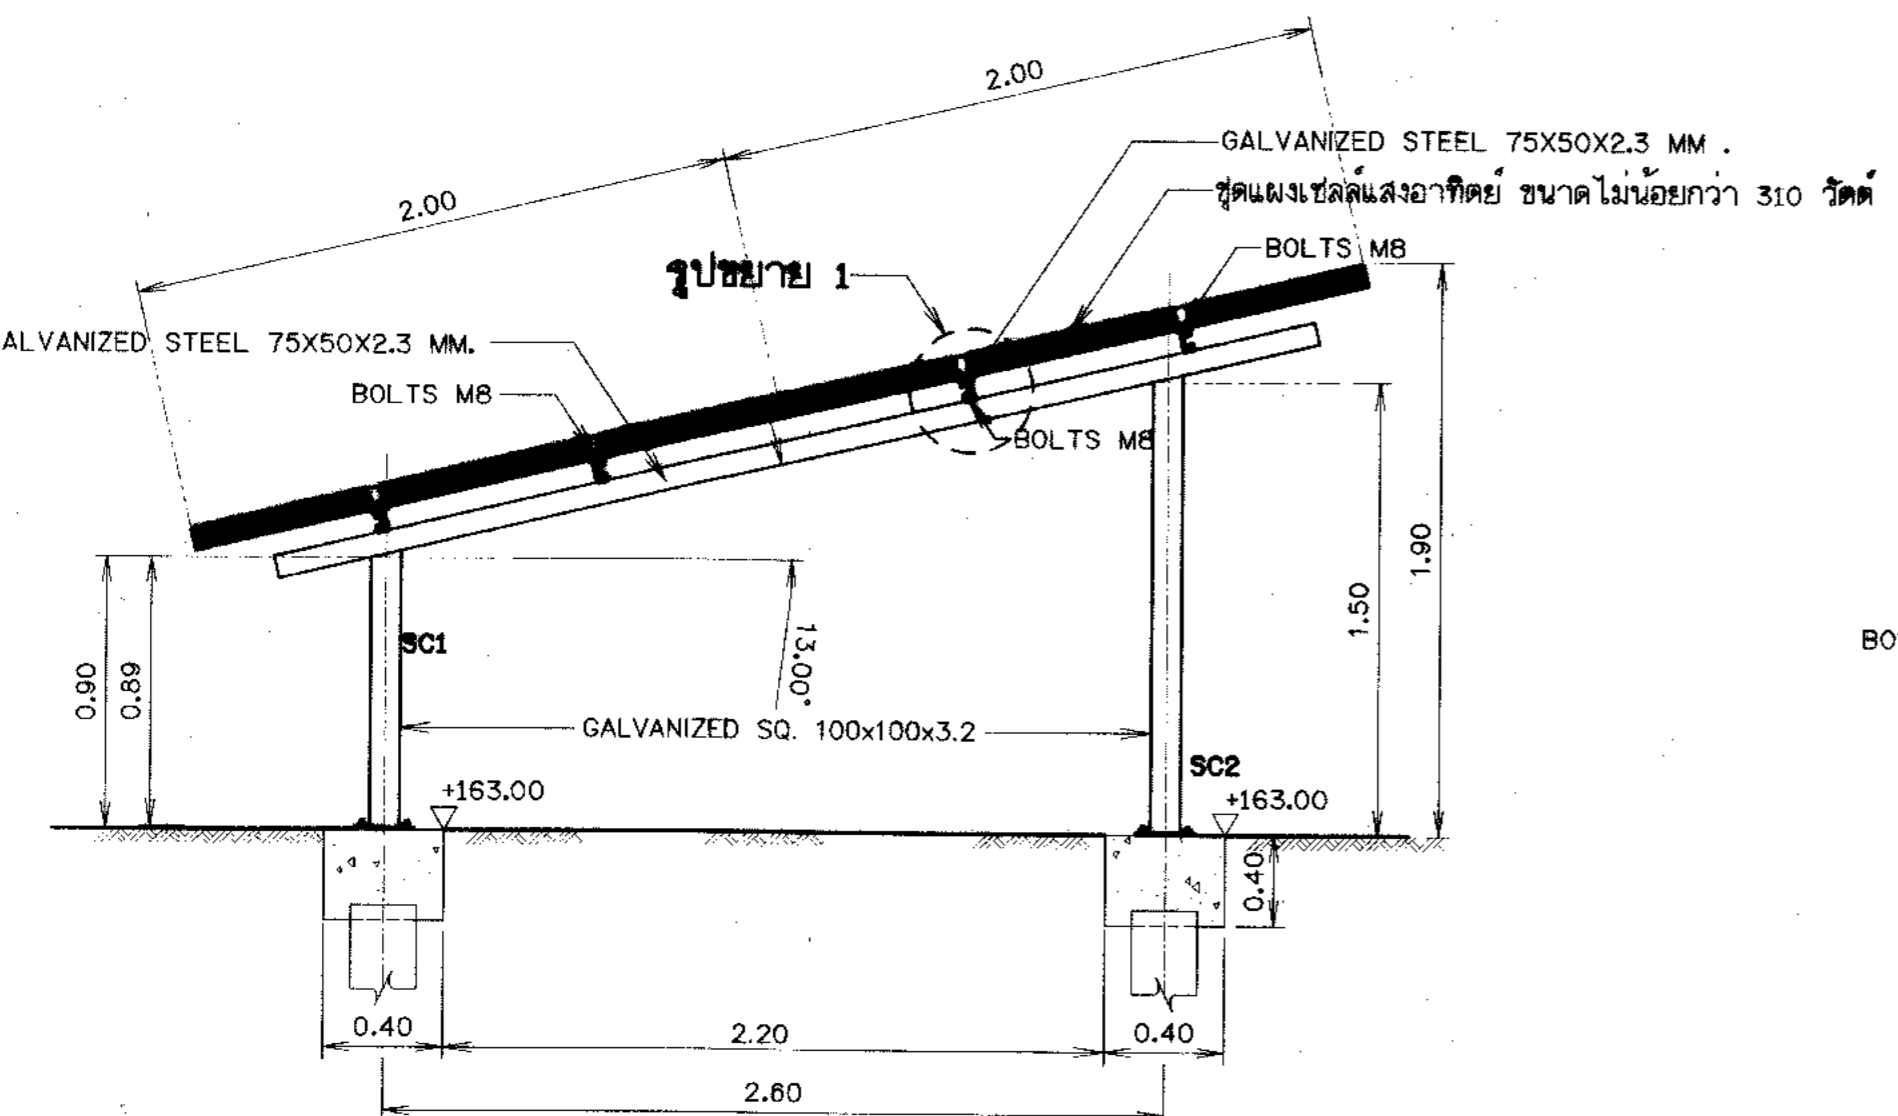 2.00
2.00
GALVANIZED STEEL 75X50X2.3 MM .
ชุดแผงเซลล์แสงอาทิตย์ ขนาดไม่น้อยกว่า 310 วัตต์
BOLTS M8
รูปขยาย 1
ALVANIZED STEEL 75X50X2.3 MM.
BOLTS M8
BOLTS M8
1.90
1.50
SC1
13.00°
0.90
0.89
BO
GALVANIZED SQ. 100x100x3.2
SC2
+163.00
+163.00
0.40
0.40
2.20
0.40
2.60